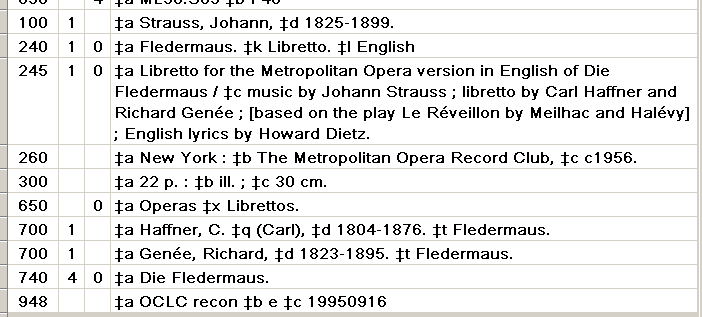 100 1 ‡a Strauss, Johann, ‡d 1825-1899.
240 1 0 ‡a Fledermaus. ‡k Libretto. ‡l English
245 1 0 ‡a Libretto for the Metropolitan Opera version in English of Die
Fledermaus / ‡c music by Johann Strauss ; libretto by Carl Haffner and
Richard Genée ; [based on the play Le Réveillon by Meilhac and Halévy]
; English lyrics by Howard Dietz.
260 ‡a New York : ‡b The Metropolitan Opera Record Club, ‡c c1956.
300 ‡a 22 p. : ‡b ill. ; ‡c 30 cm.
650 0 ‡a Operas ‡x Librettos.
700 1 ‡a Haffner, C. ‡q (Carl), ‡d 1804-1876. ‡t Fledermaus.
700 1 ‡a Genée, Richard, ‡d 1823-1895. ‡t Fledermaus.
740 4 0 ‡a Die Fledermaus.
948 ‡a OCLC recon ‡b e ‡c 19950916